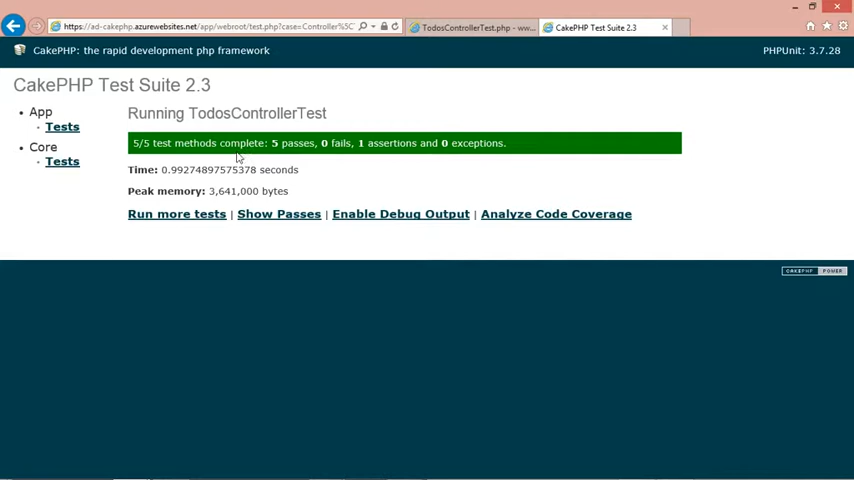 https://ad-cakephp.azurewebsites.net/app/webroot/test.php?case=Controller%5C
TodosControllerTest.php - ww...
CakePHP Test Suite 2.3
CakePHP: the rapid development php framework
PHPUnit: 3.7.28
CakePHP Test Suite 2.3
App
Tests
Core
Tests
Running TodosControllerTest
5/5 test methods complete: 5 passes, 0 fails, 1 assertions and 0 exceptions.
Time: 0.99274897575378 seconds
Peak memory: 3,641,000 bytes
Run more tests | Show Passes | Enable Debug Output | Analyze Code Coverage
CAKEPHP POWER